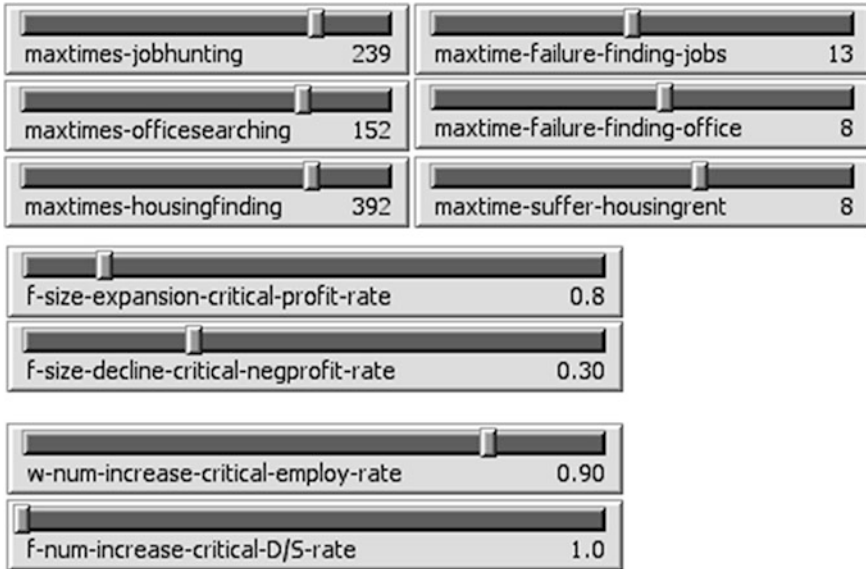 maxtimes-jobhunting 239 maxtime-failure-finding-jobs 13
maxtimes-officesearching 152 maxtime-failure-finding-office 8
maxtimes-housingfinding 392 maxtime-suffer-housingrent 8
f-size-expansion-critical-profit-rate 0.8
f-size-decline-critical-negprofit-rate 0.30
w-num-increase-critical-employ-rate 0.90
f-num-increase-critical-D/S-rate 1.0